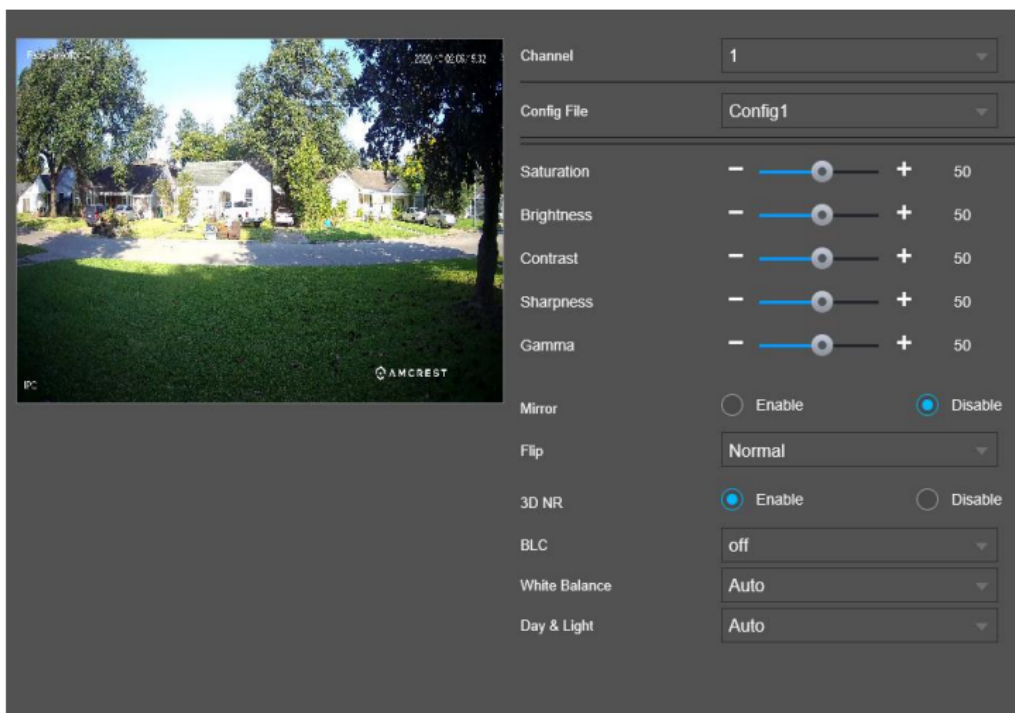 Channel 1
Config File Config1
Saturation 50
Brightness 50
Contrast 50
Sharpness 50
Gamma 50
Mirror Enable Disable
Flip Normal
3D NR Enable Disable
BLC off
White Balance Auto
Day & Light Auto
AMCREST
IPC